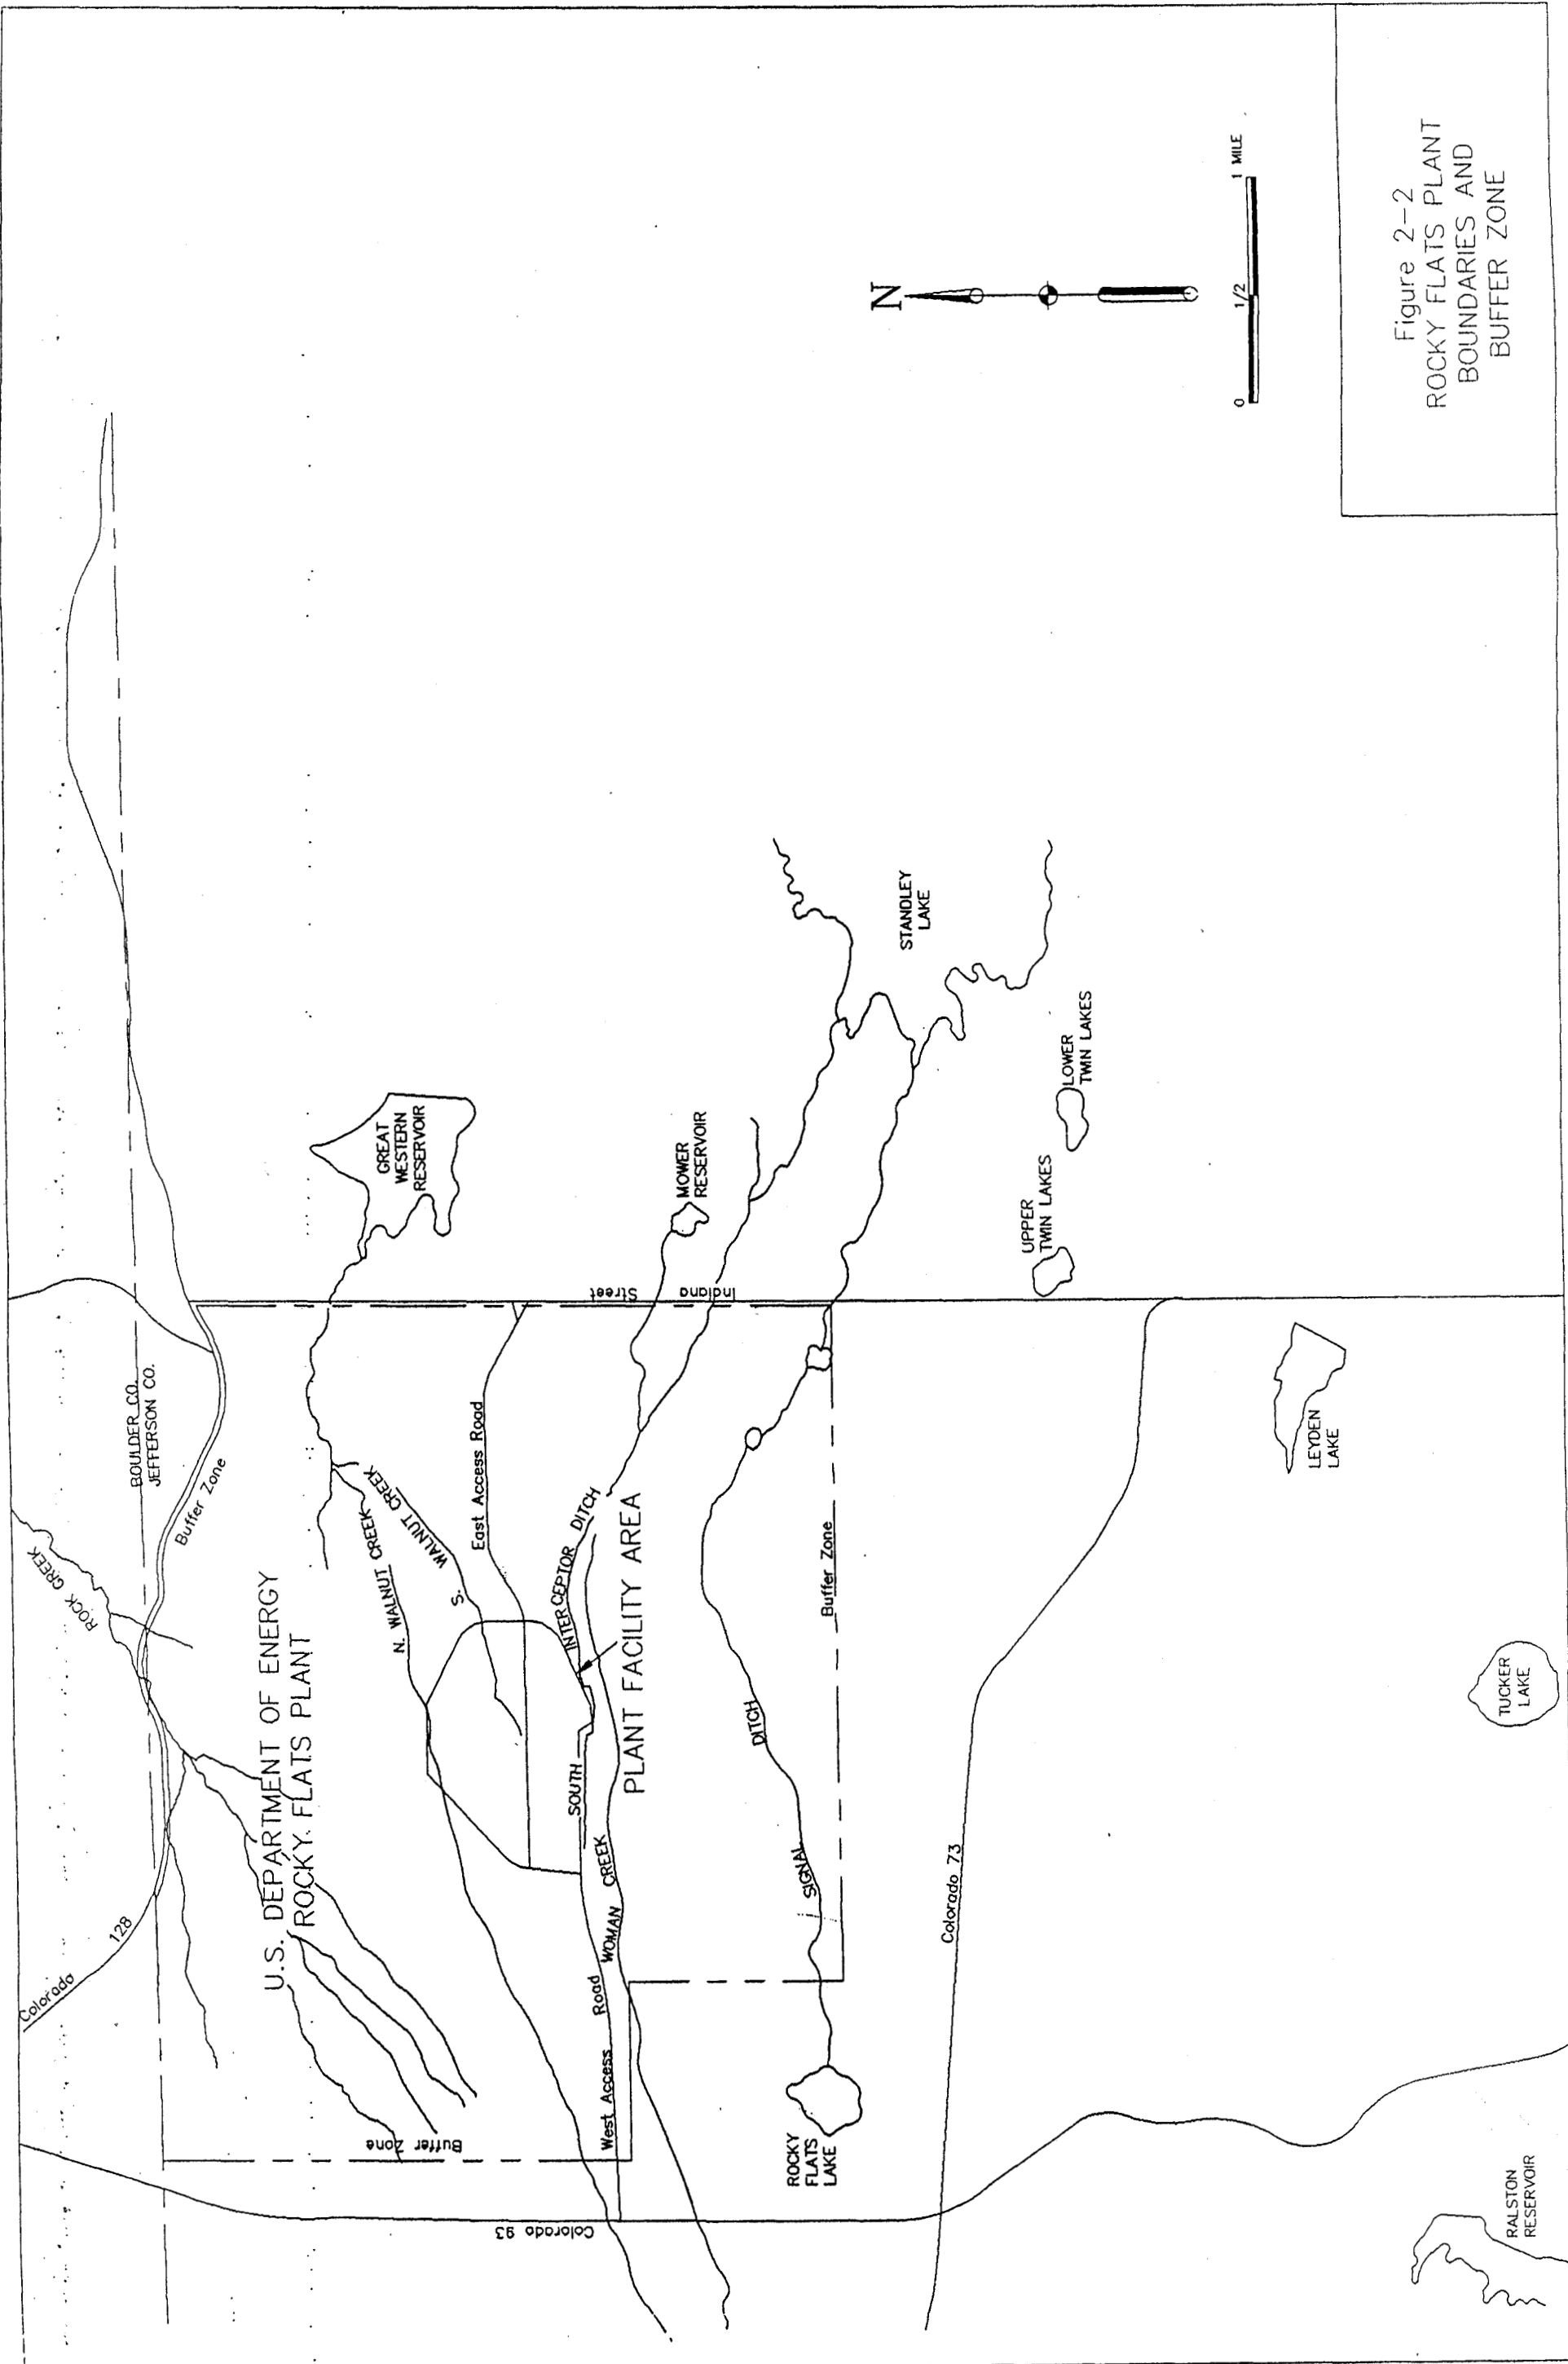 Colorado
128
ROCK CREEK
BOULDER CO.
JEFFERSON CO.
Buffer Zone
U.S. DEPARTMENT OF ENERGY
ROCKY FLATS PLANT
N. WALNUT CREEK
S. WALNUT CREEK
East Access Road
GREAT
WESTERN
RESERVOIR
Buffer Zone
Colorado 93
West Access Road
SOUTH INTERCEPTOR DITCH
WOMAN CREEK
PLANT FACILITY AREA
Indiana Street
MOWER
RESERVOIR
STANDLEY
LAKE
ROCKY
FLATS
LAKE
SIGNAL DITCH
Buffer Zone
UPPER
TWIN LAKES
LOWER
TWIN LAKES
Colorado 73
LEYDEN
LAKE
TUCKER
LAKE
RALSTON
RESERVOIR
N
0 1/2 1 MILE
Figure 2-2
ROCKY FLATS PLANT
BOUNDARIES AND
BUFFER ZONE